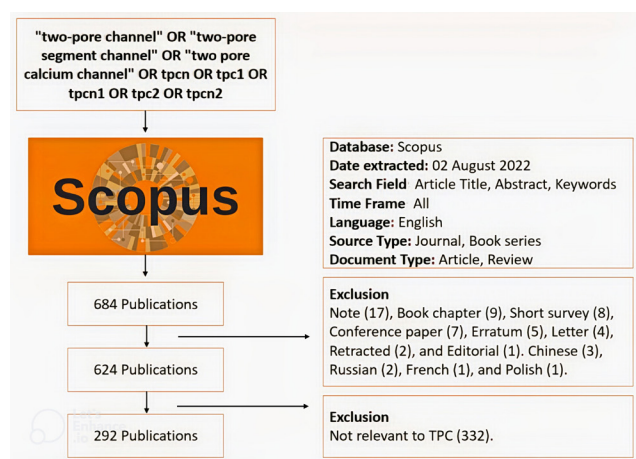 "two-pore channel" OR "two-pore
segment channel" OR "two pore
calcium channel" OR tpcn OR tpc1 OR
tpcn1 OR tpc2 OR tpcn2
Scopus
Database: Scopus
Date extracted: 02 August 2022
Search Field Article Title, Abstract, Keywords
Time Frame All
Language: English
Source Type: Journal, Book series
Document Type: Article, Review
684 Publications
Exclusion
Note (17), Book chapter (9), Short survey (8),
Conference paper (7), Erratum (5), Letter (4),
Retracted (2), and Editorial (1). Chinese (3),
Russian (2), French (1), and Polish (1).
624 Publications
Exclusion
Not relevant to TPC (332).
292 Publications